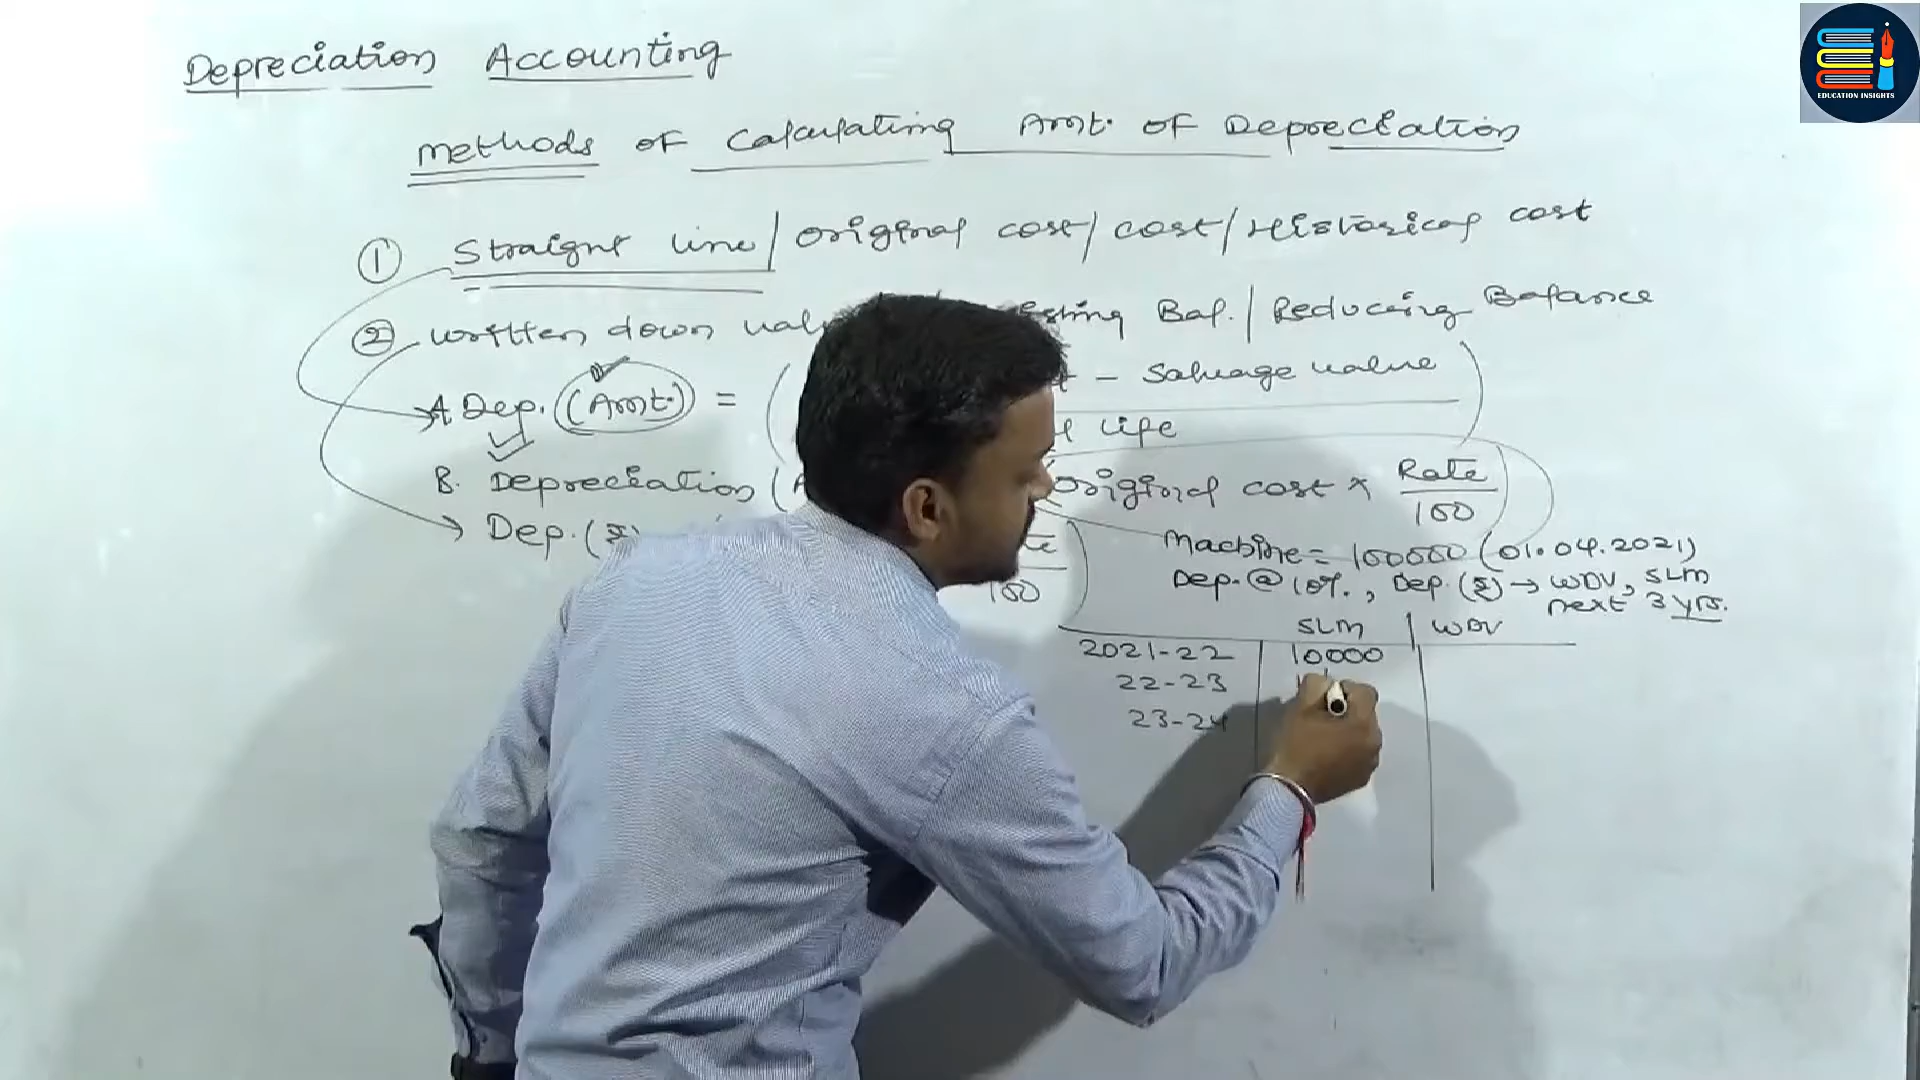 Depreciation Accounting
EDUCATION INSIGHTS
Methods of Calculating Amt. of Depreciation
① Straight line / Original cost / cost / Historical cost
② Written down Bal. / Reducing Balance
A. Dep. (Amt.) = ( - Salvage value
life )
B. Depreciation ( Original cost × Rate
100
Dep. (₹)
100 )
Machine = 100000 (01.04.2021)
Dep. @ 10%., Dep. (₹) → WDV, SLM
next 3 yrs.
SLM | WDV
2021-22 10000
22-23
23-24